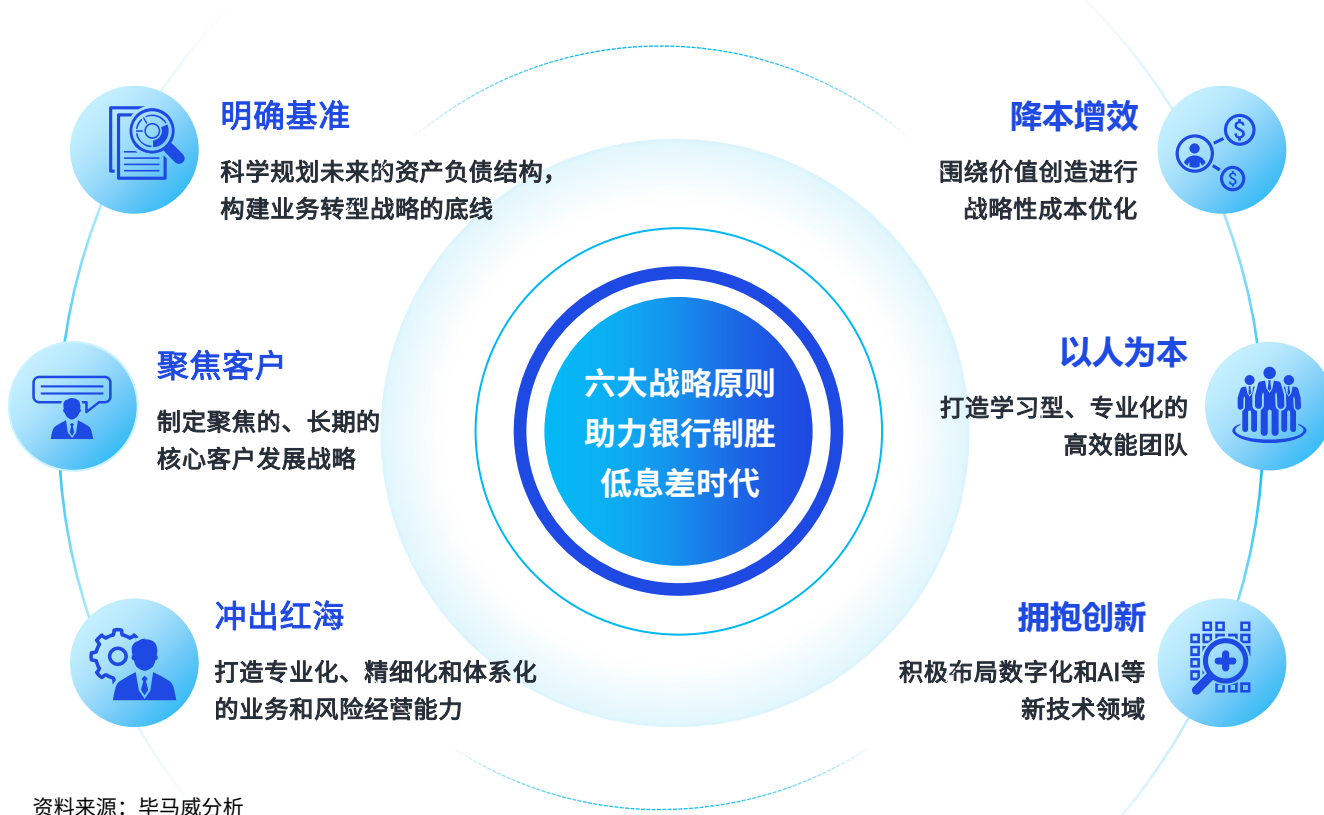 明确基准
科学规划未来的资产负债结构，
构建业务转型战略的底线
聚焦客户
制定聚焦的、长期的
核心客户发展战略
冲出红海
打造专业化、精细化和体系化
的业务和风险经营能力
六大战略原则
助力银行制胜
低息差时代
降本增效
围绕价值创造进行
战略性成本优化
以人为本
打造学习型、专业化的
高效能团队
拥抱创新
积极布局数字化和AI等
新技术领域
资料来源：毕马威分析